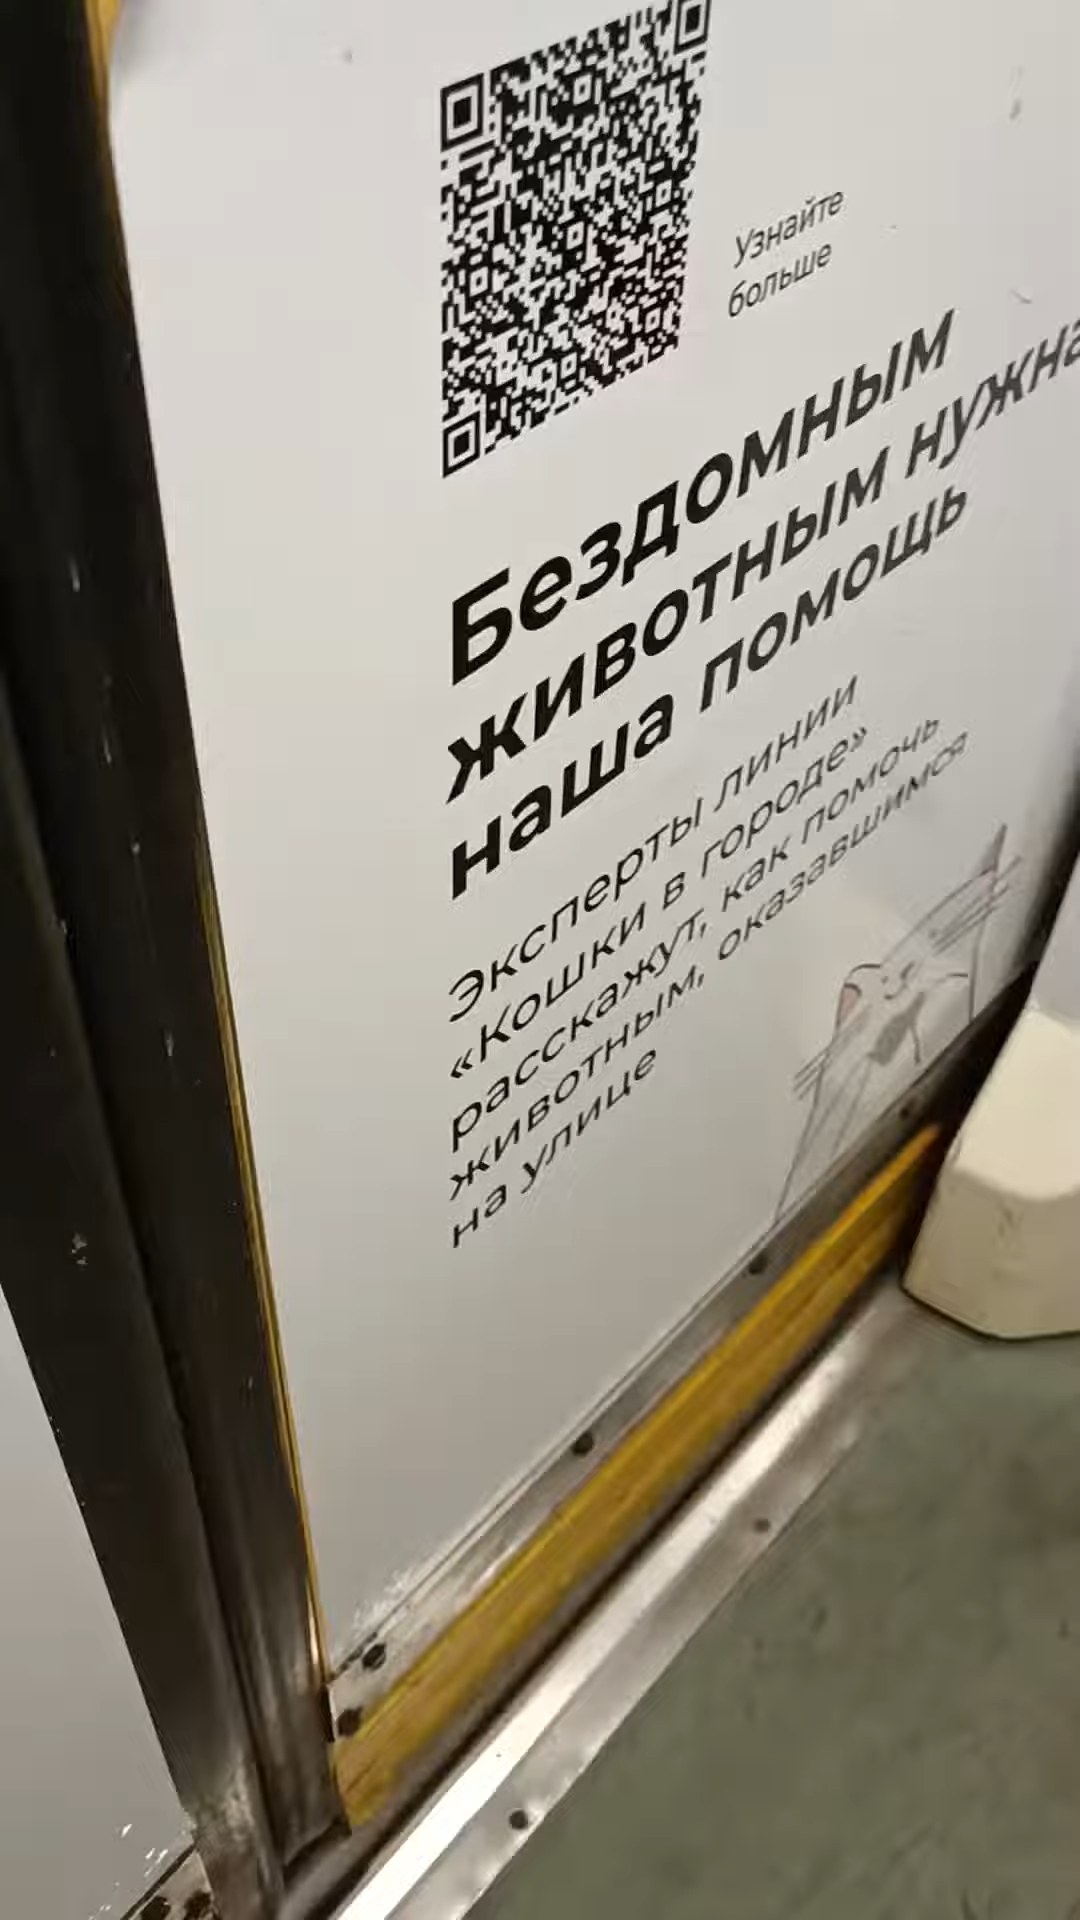 Узнайте
больше
Бездомным
животным нужна
наша помощь
Эксперты линии
«Кошки в городе»
расскажут, как помочь
животным, оказавшимся
на улице